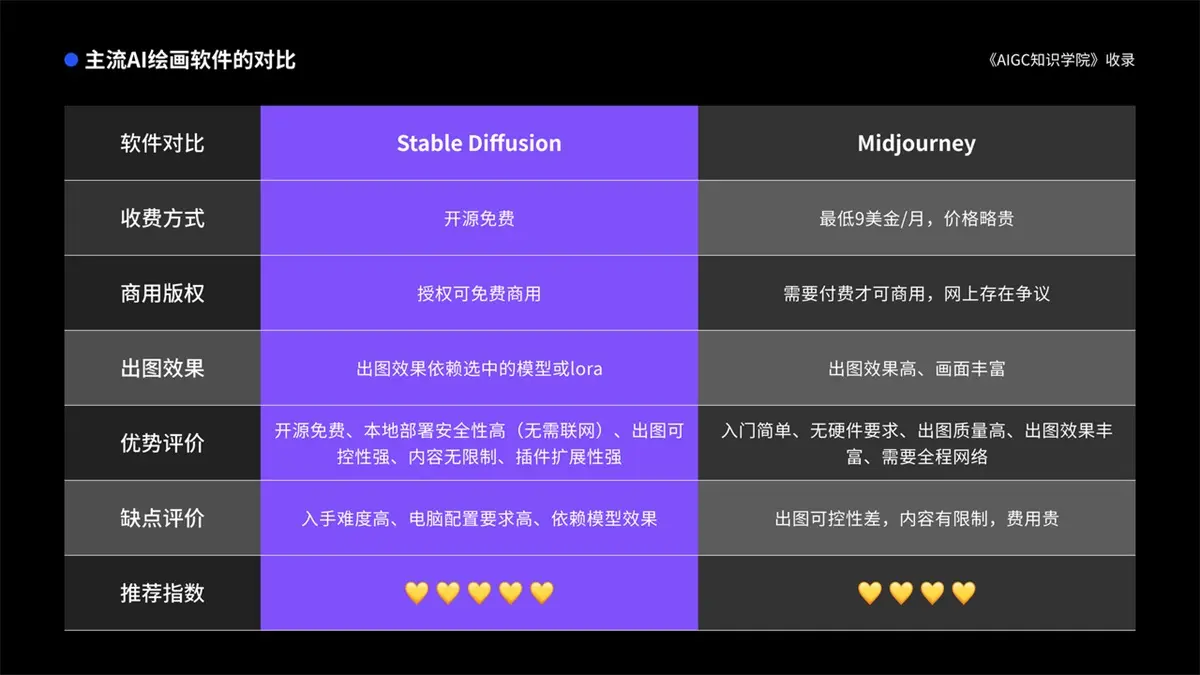 主流AI绘画软件的对比
《AIGC知识学院》收录
软件对比
Stable Diffusion
Midjourney
收费方式
开源免费
最低9美金/月，价格略贵
商用版权
授权可免费商用
需要付费才可商用，网上存在争议
出图效果
出图效果依赖选中的模型或lora
出图效果高、画面丰富
优势评价
开源免费、本地部署安全性高（无需联网）、出图可
控性强、内容无限制、插件扩展性强
入门简单、无硬件要求、出图质量高、出图效果丰
富、需要全程网络
缺点评价
入手难度高、电脑配置要求高、依赖模型效果
出图可控性差，内容有限制，费用贵
推荐指数